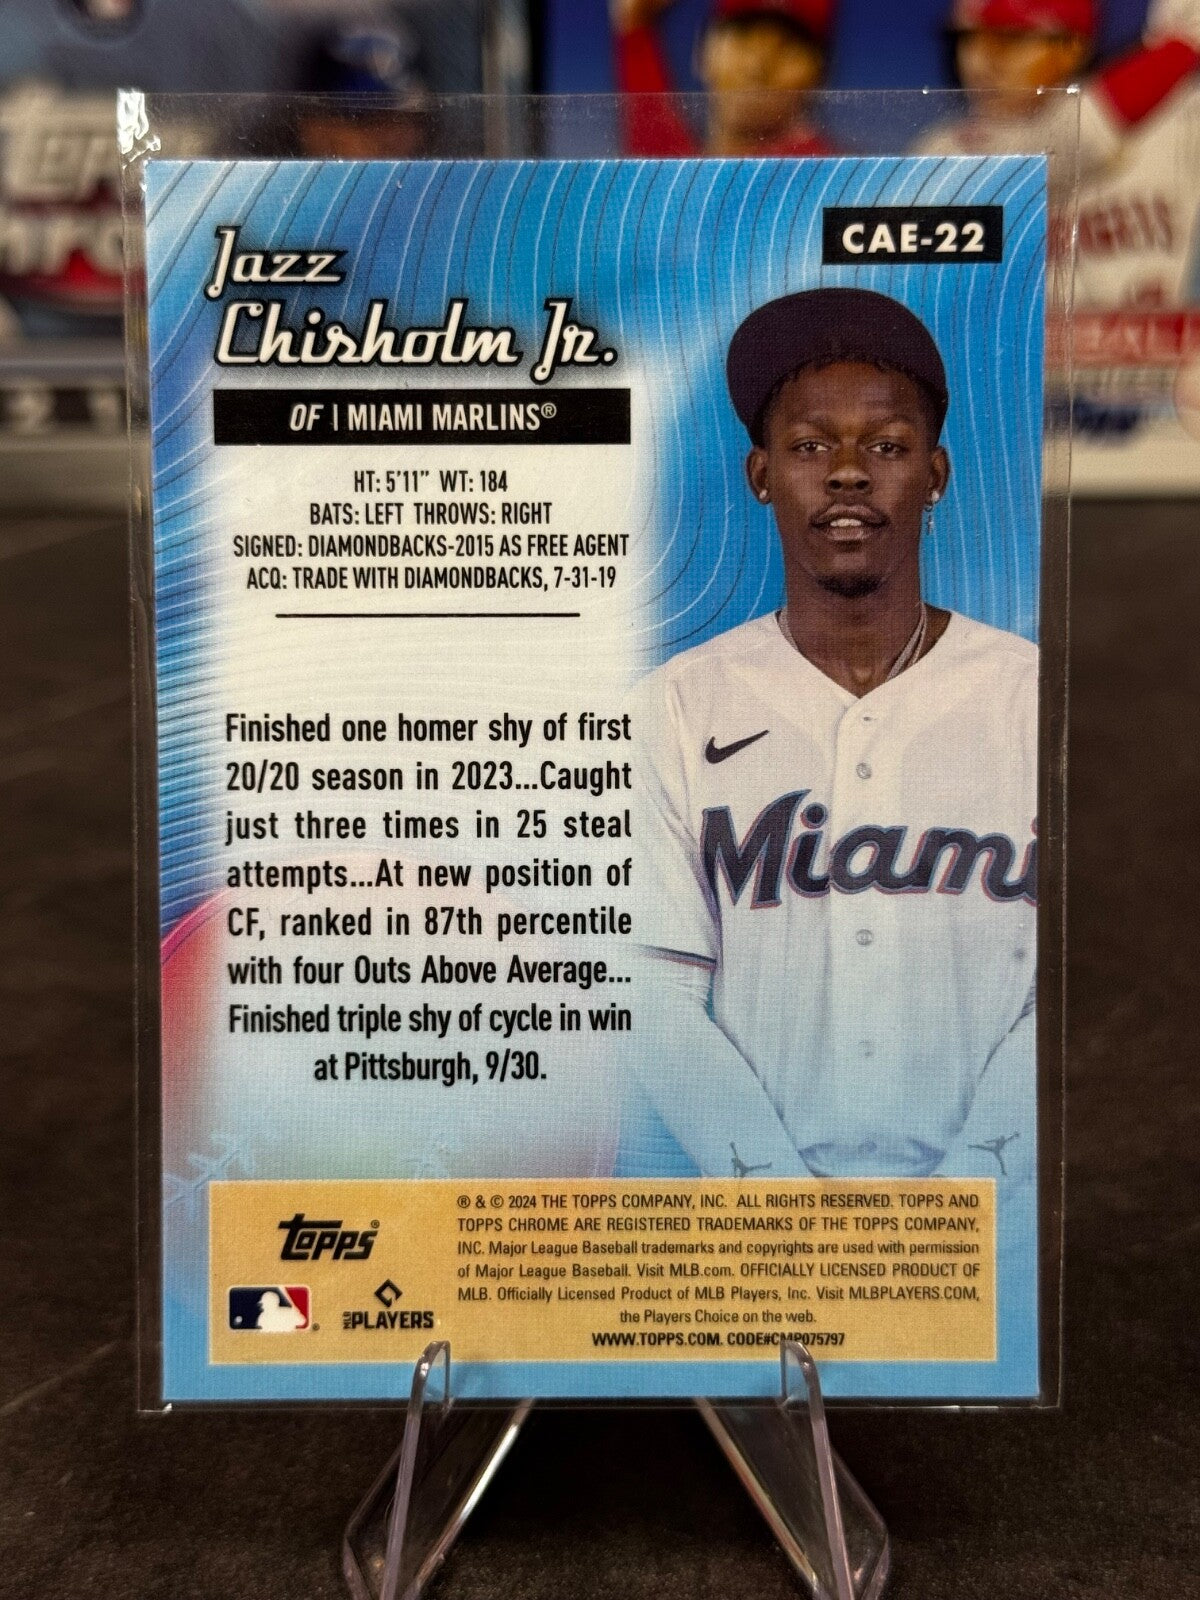 CAE-22
Jazz
Chisholm Jr.
OF | MIAMI MARLINS®
HT: 5'11" WT: 184
BATS: LEFT THROWS: RIGHT
SIGNED: DIAMONDBACKS-2015 AS FREE AGENT
ACQ: TRADE WITH DIAMONDBACKS, 7-31-19
Finished one homer shy of first
20/20 season in 2023...Caught
just three times in 25 steal
attempts...At new position of
CF, ranked in 87th percentile
with four Outs Above Average...
Finished triple shy of cycle in win
at Pittsburgh, 9/30.
Miami
® & © 2024 THE TOPPS COMPANY, INC. ALL RIGHTS RESERVED. TOPPS AND
TOPPS CHROME ARE REGISTERED TRADEMARKS OF THE TOPPS COMPANY,
INC. Major League Baseball trademarks and copyrights are used with permission
of Major League Baseball. Visit MLB.com. OFFICIALLY LICENSED PRODUCT OF
MLB. Officially Licensed Product of MLB Players, Inc. Visit MLBPLAYERS.COM,
the Players Choice on the web.
WWW.TOPPS.COM. CODE#CMP075797
topps®
MLB PLAYERS